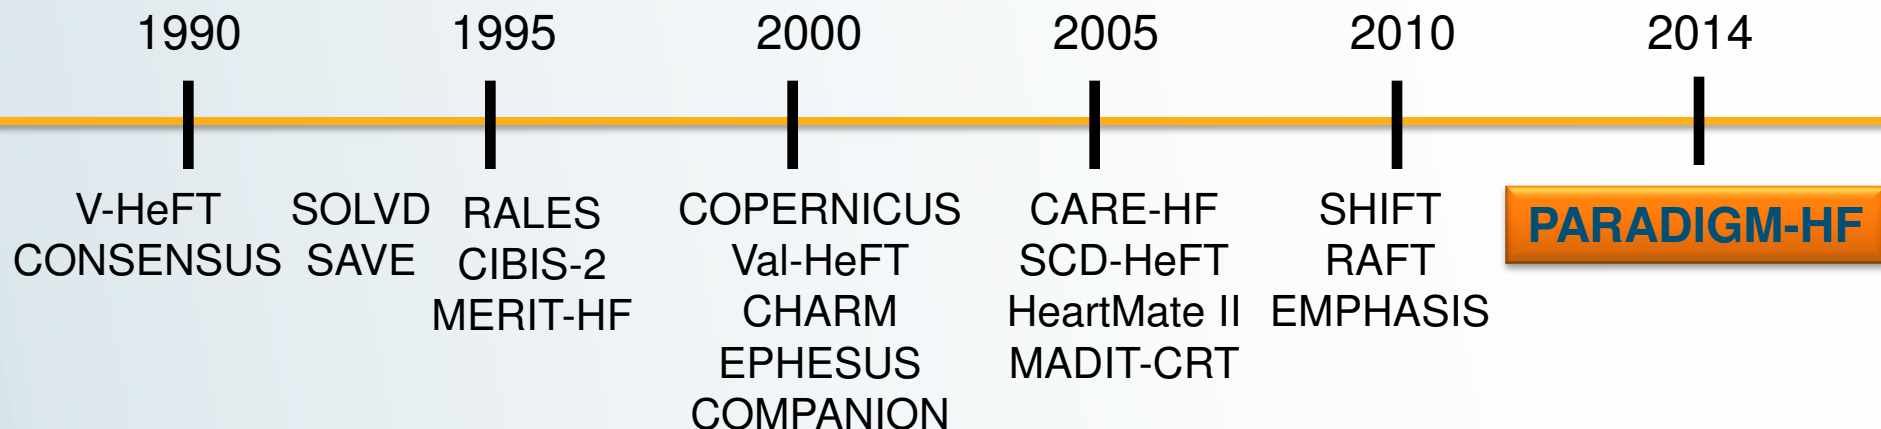 1990 1995 2000 2005 2010 2014
V-HeFT SOLVD RALES COPERNICUS CARE-HF SHIFT PARADIGM-HF
CONSENSUS SAVE CIBIS-2 Val-HeFT SCD-HeFT RAFT
MERIT-HF CHARM HeartMate II EMPHASIS
EPHESUS MADIT-CRT
COMPANION